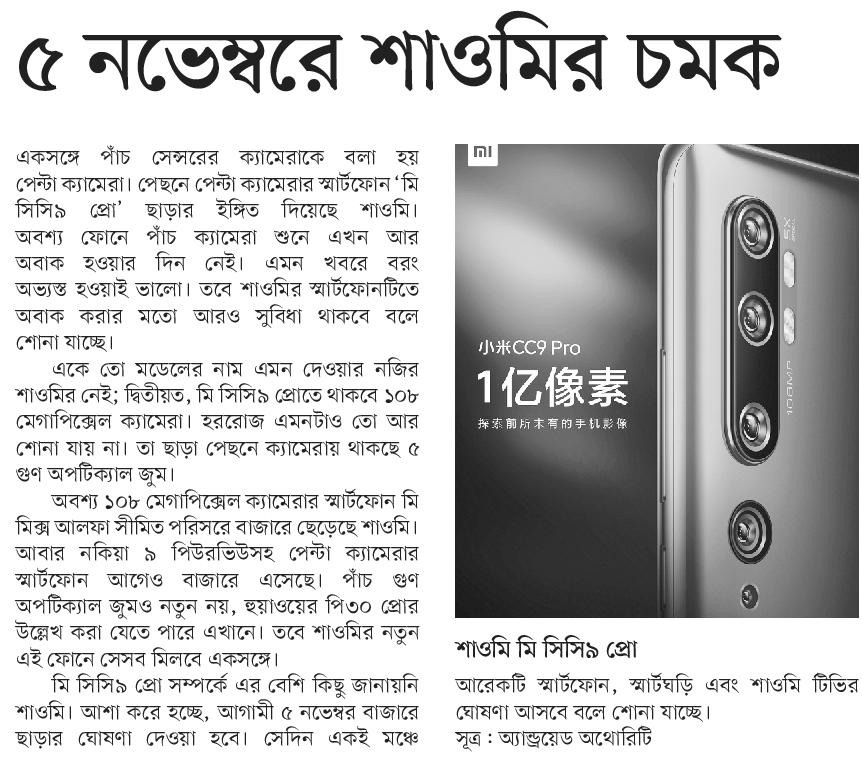 ৫ নভেম্বরে শাওমির চমক
একসঙ্গে পাঁচ সেন্সরের ক্যামেরাকে বলা হয়
পেন্টা ক্যামেরা। পেছনে পেন্টা ক্যামেরার স্মার্টফোন ‘মি
সিসি৯ প্রো’ ছাড়ার ইঙ্গিত দিয়েছে শাওমি।
অবশ্য ফোনে পাঁচ ক্যামেরা শুনে এখন আর
অবাক হওয়ার দিন নেই। এমন খবরে বরং
অভ্যস্ত হওয়াই ভালো। তবে শাওমির স্মার্টফোনটিতে
অবাক করার মতো আরও সুবিধা থাকবে বলে
শোনা যাচ্ছে।
একে তো মডেলের নাম এমন দেওয়ার নজির
শাওমির নেই; দ্বিতীয়ত, মি সিসি৯ প্রোতে থাকবে ১০৮
মেগাপিক্সেল ক্যামেরা। হররোজ এমনটাও তো আর
শোনা যায় না। তা ছাড়া পেছনে ক্যামেরায় থাকছে ৫
গুণ অপটিক্যাল জুম।
অবশ্য ১০৮ মেগাপিক্সেল ক্যামেরার স্মার্টফোন মি
মিক্স আলফা সীমিত পরিসরে বাজারে ছেড়েছে শাওমি।
আবার নকিয়া ৯ পিউরভিউসহ পেন্টা ক্যামেরার
স্মার্টফোন আগেও বাজারে এসেছে। পাঁচ গুণ
অপটিক্যাল জুমও নতুন নয়, হুয়াওয়ের পি৩০ প্রোর
উল্লেখ করা যেতে পারে এখানে। তবে শাওমির নতুন
এই ফোনে সেসব মিলবে একসঙ্গে।
মি সিসি৯ প্রো সম্পর্কে এর বেশি কিছু জানায়নি
শাওমি। আশা করে হচ্ছে, আগামী ৫ নভেম্বর বাজারে
ছাড়ার ঘোষণা দেওয়া হবে। সেদিন একই মঞ্চে
mi
5X
108MP
小米CC9 Pro
1亿像素
探索前所未有的手机影像
শাওমি মি সিসি৯ প্রো
আরেকটি স্মার্টফোন, স্মার্টঘড়ি এবং শাওমি টিভির
ঘোষণা আসবে বলে শোনা যাচ্ছে।
সূত্র : অ্যান্ড্রয়েড অথোরিটি